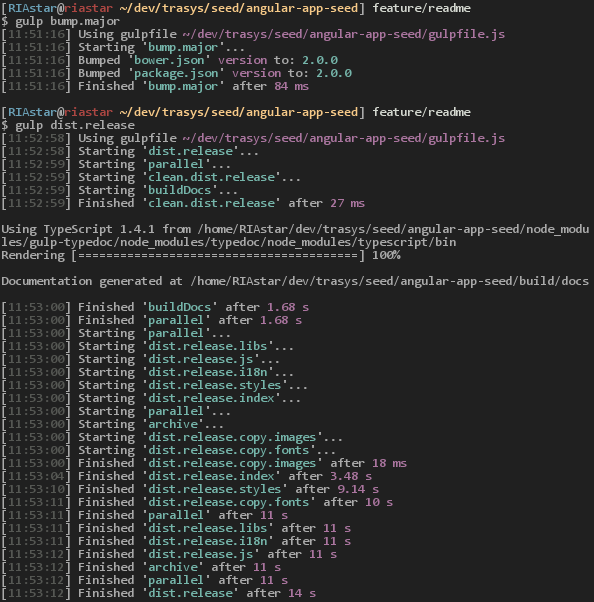 [RIAstar@riastar ~/dev/trasys/seed/angular-app-seed] feature/readme
$ gulp bump.major
[11:51:16] Using gulpfile ~/dev/trasys/seed/angular-app-seed/gulpfile.js
[11:51:16] Starting 'bump.major'...
[11:51:16] Bumped 'bower.json' version to: 2.0.0
[11:51:16] Bumped 'package.json' version to: 2.0.0
[11:51:16] Finished 'bump.major' after 84 ms
[RIAstar@riastar ~/dev/trasys/seed/angular-app-seed] feature/readme
$ gulp dist.release
[11:52:58] Using gulpfile ~/dev/trasys/seed/angular-app-seed/gulpfile.js
[11:52:58] Starting 'dist.release'...
[11:52:59] Starting 'parallel'...
[11:52:59] Starting 'clean.dist.release'...
[11:52:59] Starting 'buildDocs'...
[11:52:59] Finished 'clean.dist.release' after 27 ms
Using TypeScript 1.4.1 from /home/RIAstar/dev/trasys/seed/angular-app-seed/node_modu
les/gulp-typedoc/node_modules/typedoc/node_modules/typescript/bin
Rendering [========================================] 100%
Documentation generated at /home/RIAstar/dev/trasys/seed/angular-app-seed/build/docs
[11:53:00] Finished 'buildDocs' after 1.68 s
[11:53:00] Finished 'parallel' after 1.68 s
[11:53:00] Starting 'parallel'...
[11:53:00] Starting 'dist.release.libs'...
[11:53:00] Starting 'dist.release.js'...
[11:53:00] Starting 'dist.release.i18n'...
[11:53:00] Starting 'dist.release.styles'...
[11:53:00] Starting 'dist.release.index'...
[11:53:00] Starting 'parallel'...
[11:53:00] Starting 'archive'...
[11:53:00] Starting 'dist.release.copy.images'...
[11:53:00] Starting 'dist.release.copy.fonts'...
[11:53:00] Finished 'dist.release.copy.images' after 18 ms
[11:53:04] Finished 'dist.release.index' after 3.48 s
[11:53:10] Finished 'dist.release.styles' after 9.14 s
[11:53:11] Finished 'dist.release.copy.fonts' after 10 s
[11:53:11] Finished 'parallel' after 11 s
[11:53:11] Finished 'dist.release.libs' after 11 s
[11:53:11] Finished 'dist.release.i18n' after 11 s
[11:53:12] Finished 'dist.release.js' after 11 s
[11:53:12] Finished 'archive' after 11 s
[11:53:12] Finished 'parallel' after 11 s
[11:53:12] Finished 'dist.release' after 14 s